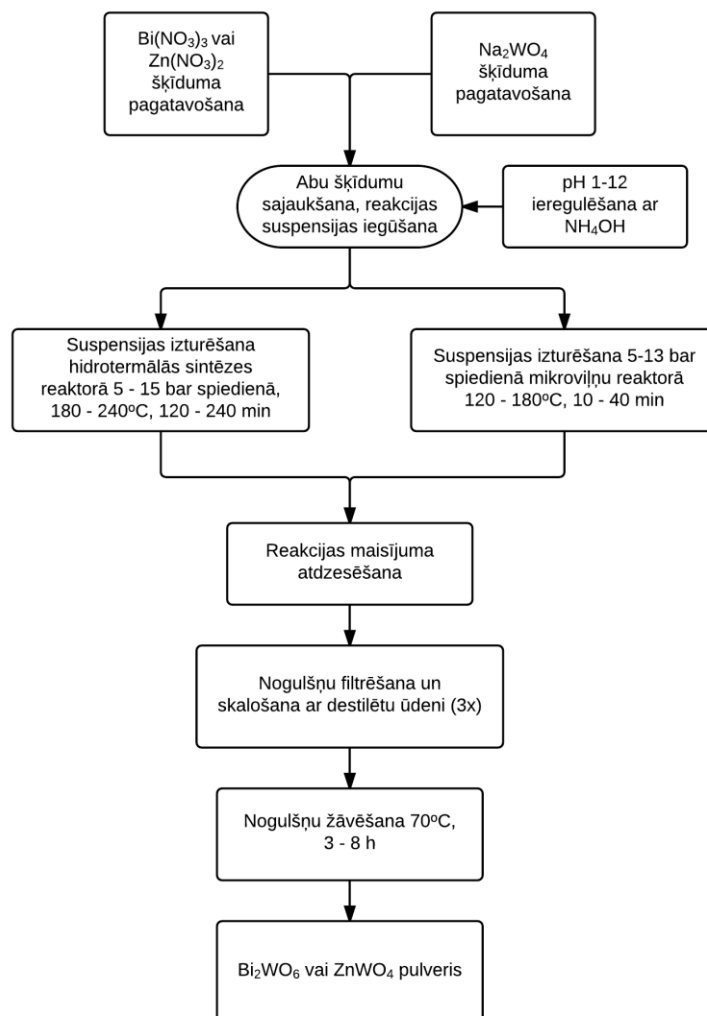 Bi(NO₃)₃ vai
Zn(NO₃)₂
šķīduma
pagatavošana
Na₂WO₄
šķīduma
pagatavošana
Abu šķīdumu
sajaukšana, reakcijas
suspensijas iegūšana
pH 1-12
ieregulēšana ar
NH₄OH
Suspensijas izturēšana
hidrotermālās sintēzes
reaktorā 5 - 15 bar spiedienā,
180 - 240ºC, 120 - 240 min
Suspensijas izturēšana 5-13 bar
spiedienā mikroviļņu reaktorā
120 - 180ºC, 10 - 40 min
Reakcijas maisījuma
atdzesēšana
Nogulšņu filtrēšana un
skalošana ar destilētu ūdeni (3x)
Nogulšņu žāvēšana 70ºC,
3 - 8 h
Bi₂WO₆ vai ZnWO₄ pulveris